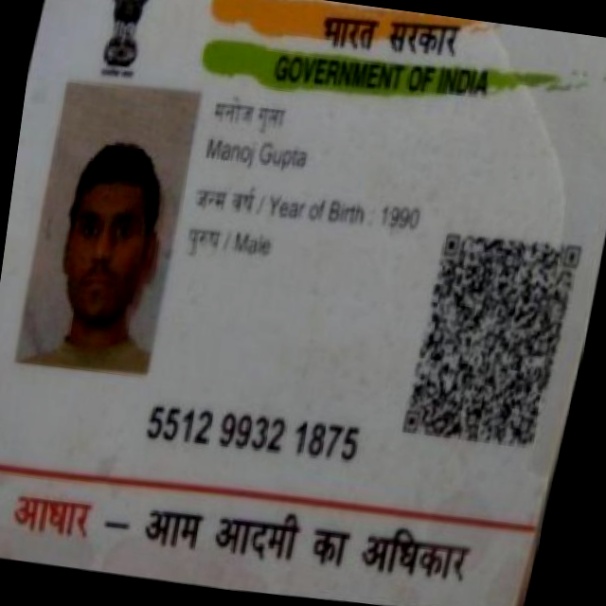 भारत सरकार
GOVERNMENT OF INDIA
मनोज गुप्ता
Manoj Gupta
जन्म वर्ष / Year of Birth : 1990
पुरुष / Male
5512 9932 1875
आधार – आम आदमी का अधिकार